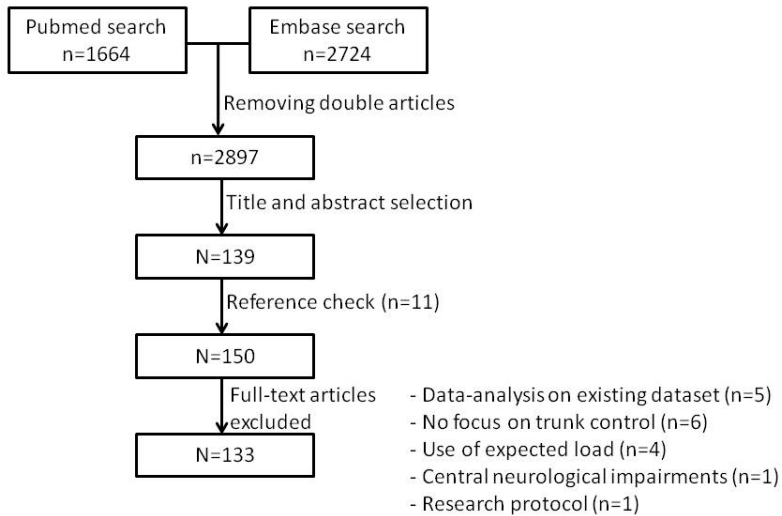 Pubmed search
n=1664
Embase search
n=2724
Removing double articles
n=2897
Title and abstract selection
N=139
Reference check (n=11)
N=150
Full-text articles
excluded
- Data-analysis on existing dataset (n=5)
- No focus on trunk control (n=6)
- Use of expected load (n=4)
- Central neurological impairments (n=1)
- Research protocol (n=1)
N=133